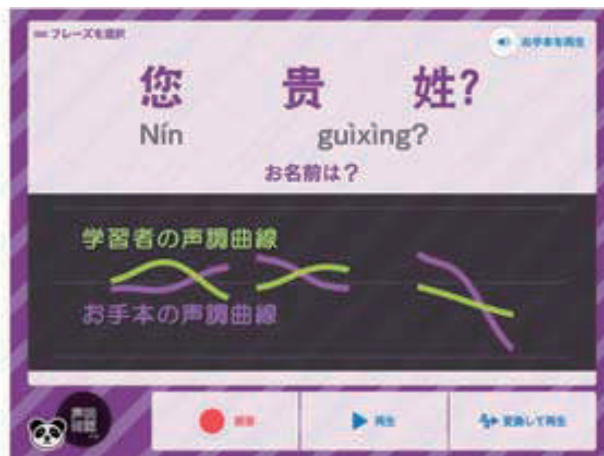 フレーズを選択
お手本を再生
您 贵 姓?
Nín guìxìng?
お名前は？
学習者の声調曲線
お手本の声調曲線
録音
再生
変換して再生